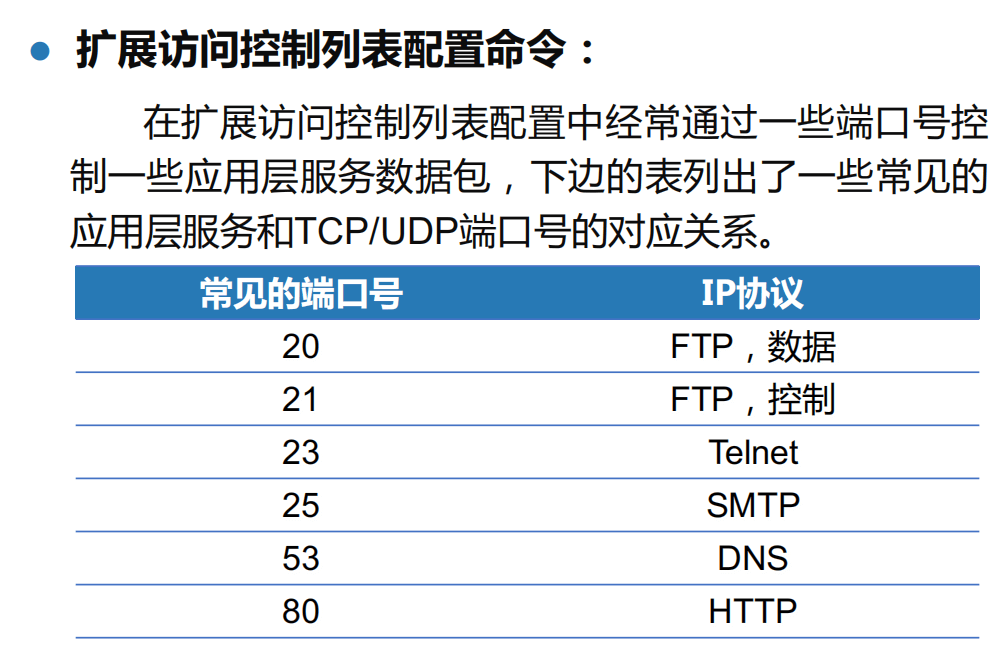 ● 扩展访问控制列表配置命令：
在扩展访问控制列表配置中经常通过一些端口号控
制一些应用层服务数据包，下边的表列出了一些常见的
应用层服务和TCP/UDP端口号的对应关系。
常见的端口号 IP协议
20 FTP，数据
21 FTP，控制
23 Telnet
25 SMTP
53 DNS
80 HTTP